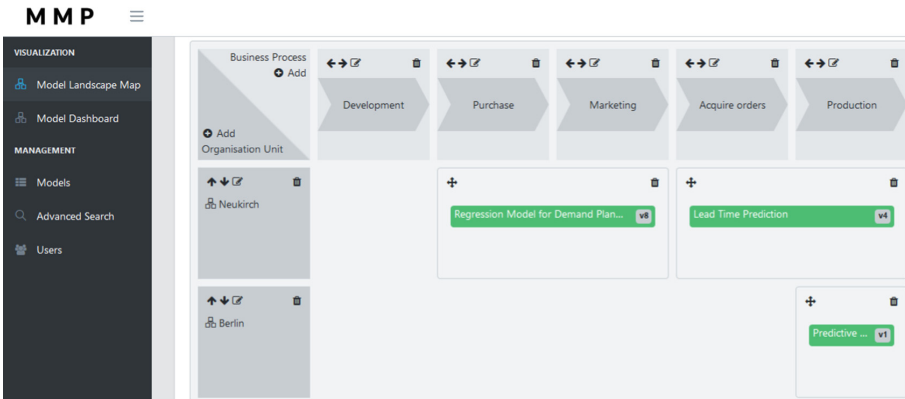 MMP
VISUALIZATION
Model Landscape Map
Model Dashboard
MANAGEMENT
Models
Advanced Search
Users
Business Process
Add
Add
Organisation Unit
Development
Purchase
Marketing
Acquire orders
Production
Neukirch
Regression Model for Demand Plan... v8
Lead Time Prediction v4
Berlin
Predictive ... v1